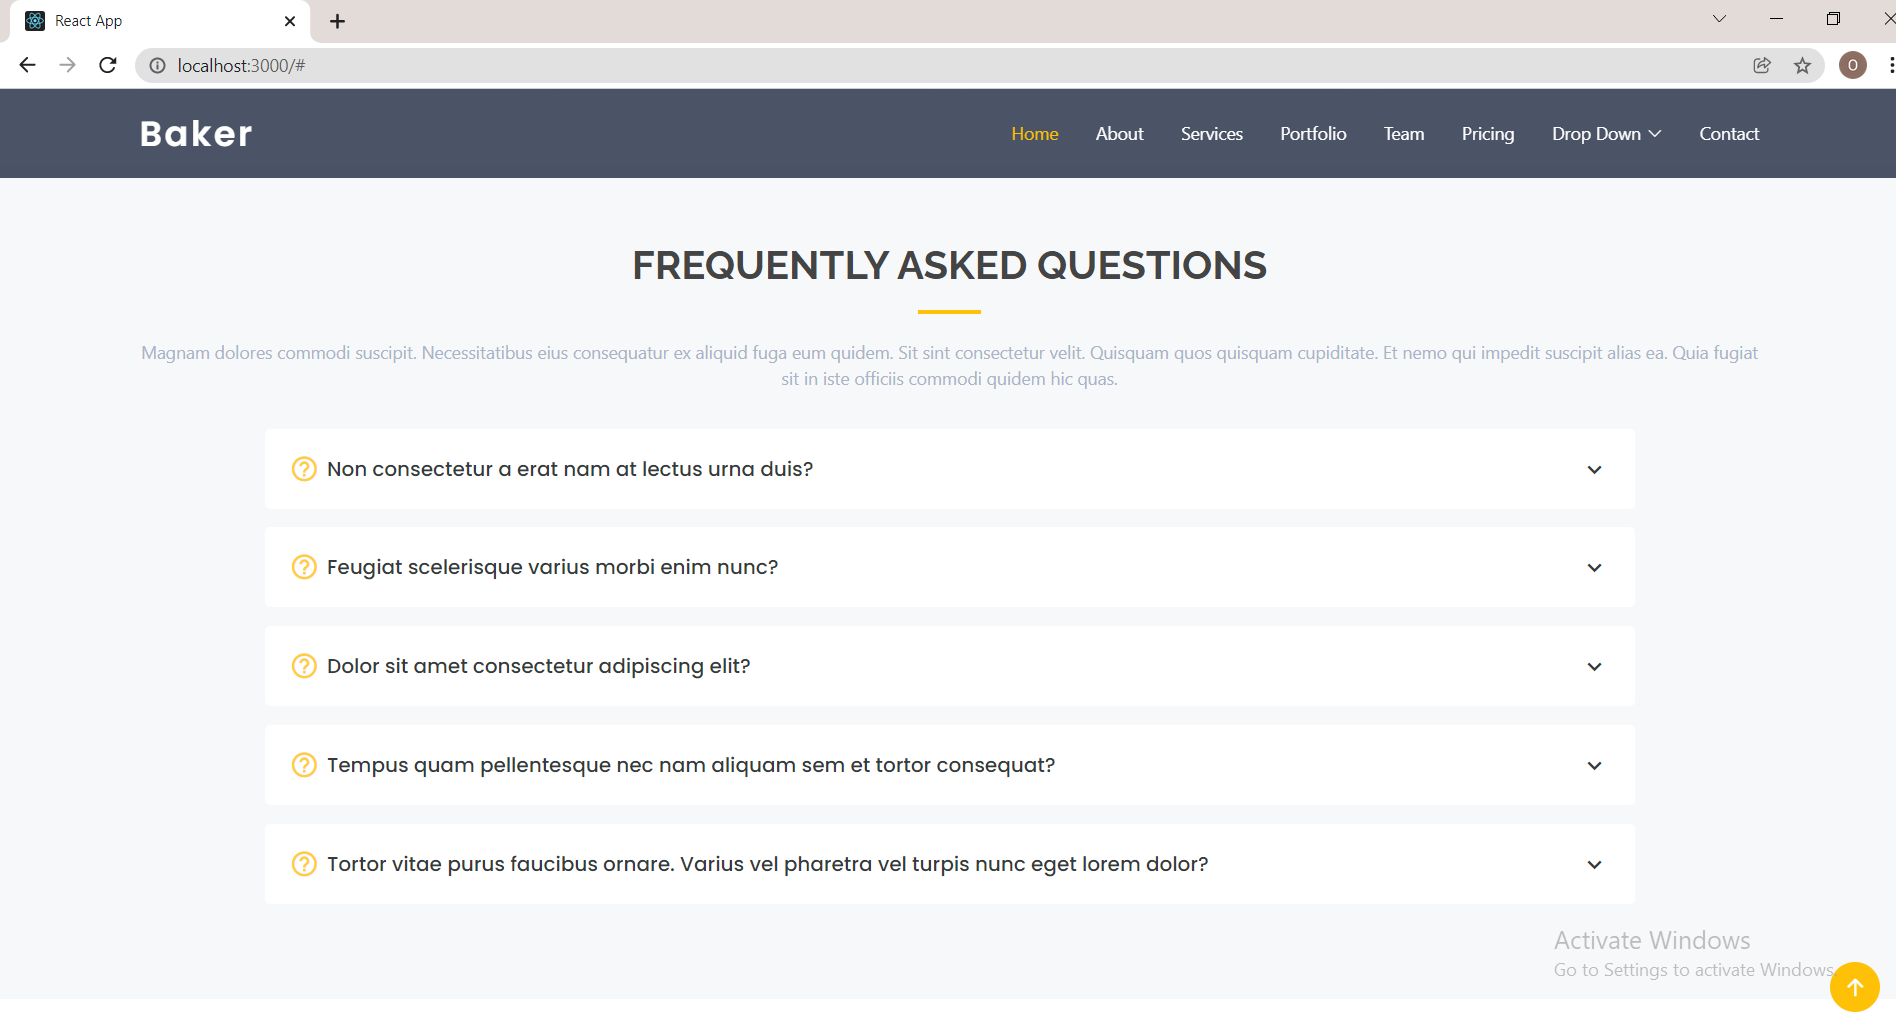 React App
localhost:3000/#
O
Baker
Home About Services Portfolio Team Pricing Drop Down Contact
FREQUENTLY ASKED QUESTIONS
Magnam dolores commodi suscipit. Necessitatibus eius consequatur ex aliquid fuga eum quidem. Sit sint consectetur velit. Quisquam quos quisquam cupiditate. Et nemo qui impedit suscipit alias ea. Quia fugiat
sit in iste officiis commodi quidem hic quas.
Non consectetur a erat nam at lectus urna duis?
Feugiat scelerisque varius morbi enim nunc?
Dolor sit amet consectetur adipiscing elit?
Tempus quam pellentesque nec nam aliquam sem et tortor consequat?
Tortor vitae purus faucibus ornare. Varius vel pharetra vel turpis nunc eget lorem dolor?
Activate Windows
Go to Settings to activate Windows.